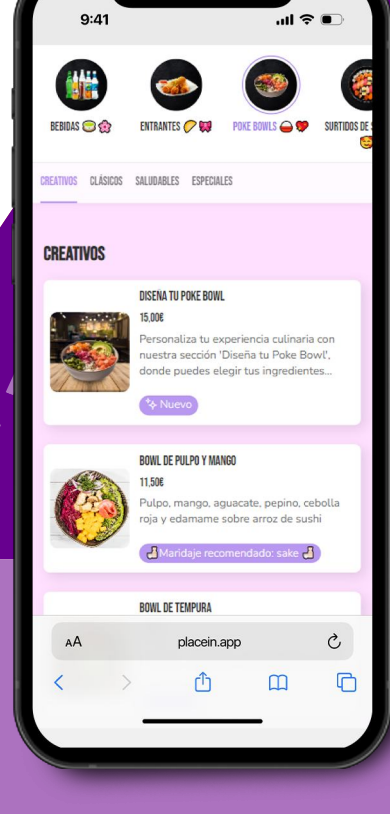 9:41
BEBIDAS
ENTRANTES
POKE BOWLS
SURTIDOS DE
CREATIVOS CLÁSICOS SALUDABLES ESPECIALES
CREATIVOS
DISEÑA TU POKE BOWL
15,00€
Personaliza tu experiencia culinaria con
nuestra sección 'Diseña tu Poke Bowl',
donde puedes elegir tus ingredientes...
Nuevo
BOWL DE PULPO Y MANGO
11,50€
Pulpo, mango, aguacate, pepino, cebolla
roja y edamame sobre arroz de sushi
Maridaje recomendado: sake
BOWL DE TEMPURA
AA placein.app